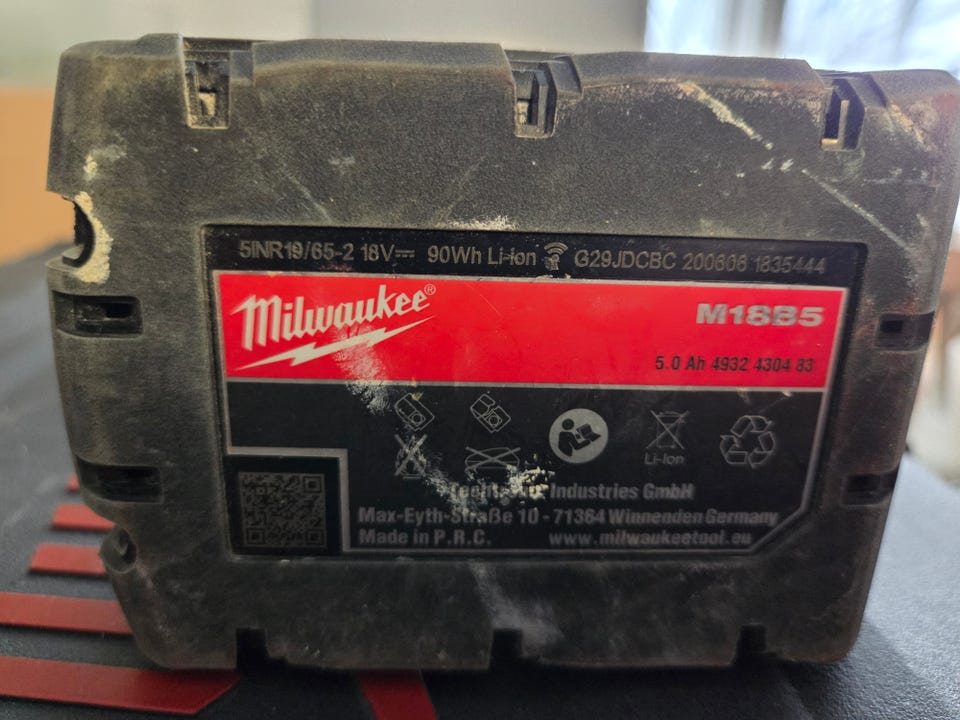 5INR19/65-2 18V⎓ 90Wh Li-Ion G29JDCBC 200606 1835444
Milwaukee®
M18B5
5.0 Ah 4932 4304 83
Li-Ion
Industries GmbH
Max-Eyth-Straße 10 - 71364 Winnenden Germany
Made in P.R.C. www.milwaukeetool.eu